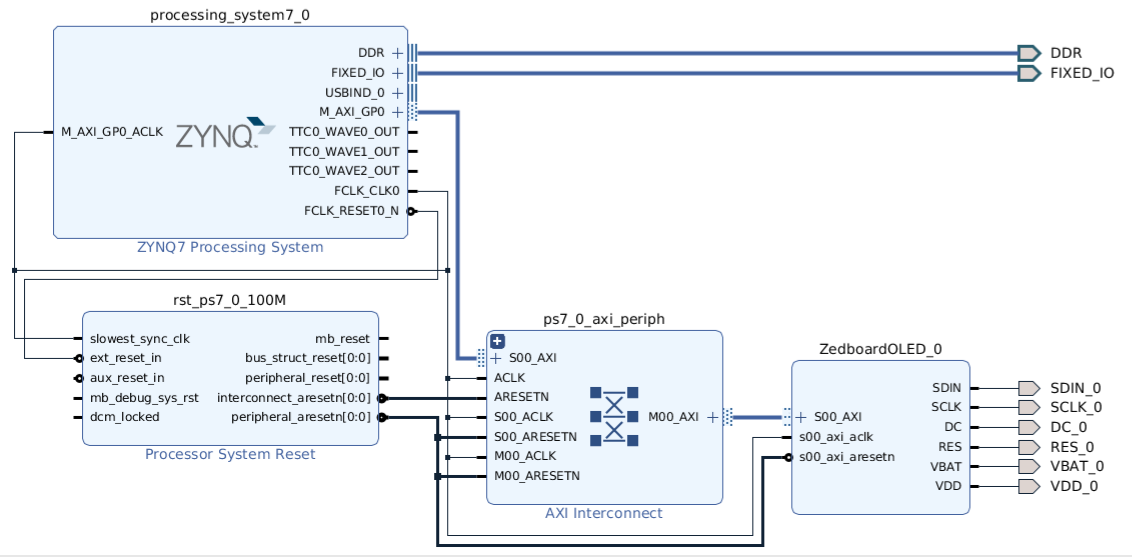 processing_system7_0
DDR
FIXED_IO
USBIND_0
M_AXI_GP0
M_AXI_GP0_ACLK
ZYNQ
TTC0_WAVE0_OUT
TTC0_WAVE1_OUT
TTC0_WAVE2_OUT
FCLK_CLK0
FCLK_RESET0_N
ZYNQ7 Processing System
DDR
FIXED_IO
rst_ps7_0_100M
slowest_sync_clk
ext_reset_in
aux_reset_in
mb_debug_sys_rst
dcm_locked
mb_reset
bus_struct_reset[0:0]
peripheral_reset[0:0]
interconnect_aresetn[0:0]
peripheral_aresetn[0:0]
Processor System Reset
ps7_0_axi_periph
S00_AXI
ACLK
ARESETN
S00_ACLK
S00_ARESETN
M00_ACLK
M00_ARESETN
M00_AXI
AXI Interconnect
ZedboardOLED_0
S00_AXI
s00_axi_aclk
s00_axi_aresetn
SDIN
SCLK
DC
RES
VBAT
VDD
SDIN_0
SCLK_0
DC_0
RES_0
VBAT_0
VDD_0